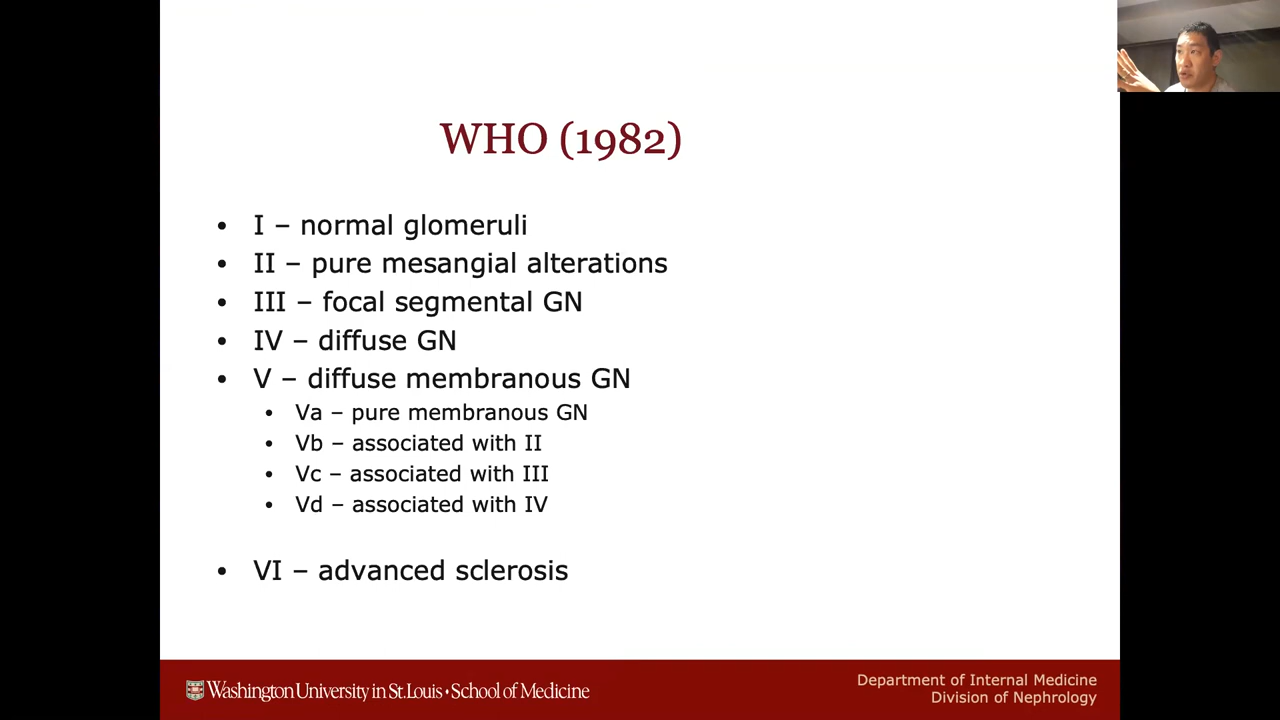 WHO (1982)
• I – normal glomeruli
• II – pure mesangial alterations
• III – focal segmental GN
• IV – diffuse GN
• V – diffuse membranous GN
• Va – pure membranous GN
• Vb – associated with II
• Vc – associated with III
• Vd – associated with IV
• VI – advanced sclerosis
Washington University in St. Louis • School of Medicine
Department of Internal Medicine
Division of Nephrology